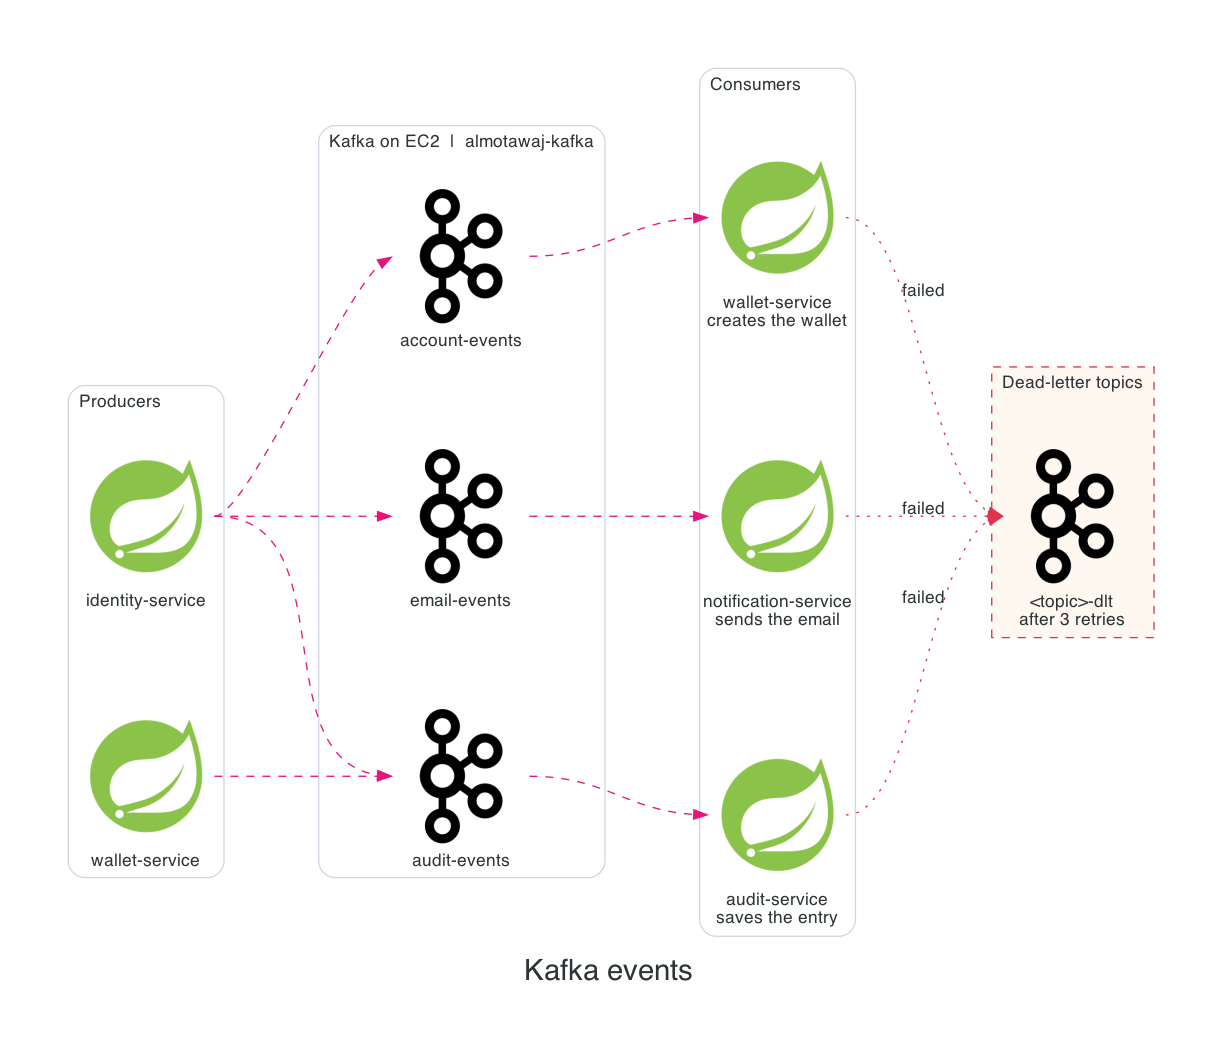 Consumers
Kafka on EC2 | almotawaj-kafka
wallet-service
creates the wallet
account-events
failed
Dead-letter topics
Producers
failed
identity-service
email-events
notification-service
sends the email
failed
<topic>-dlt
after 3 retries
wallet-service
audit-events
audit-service
saves the entry
Kafka events